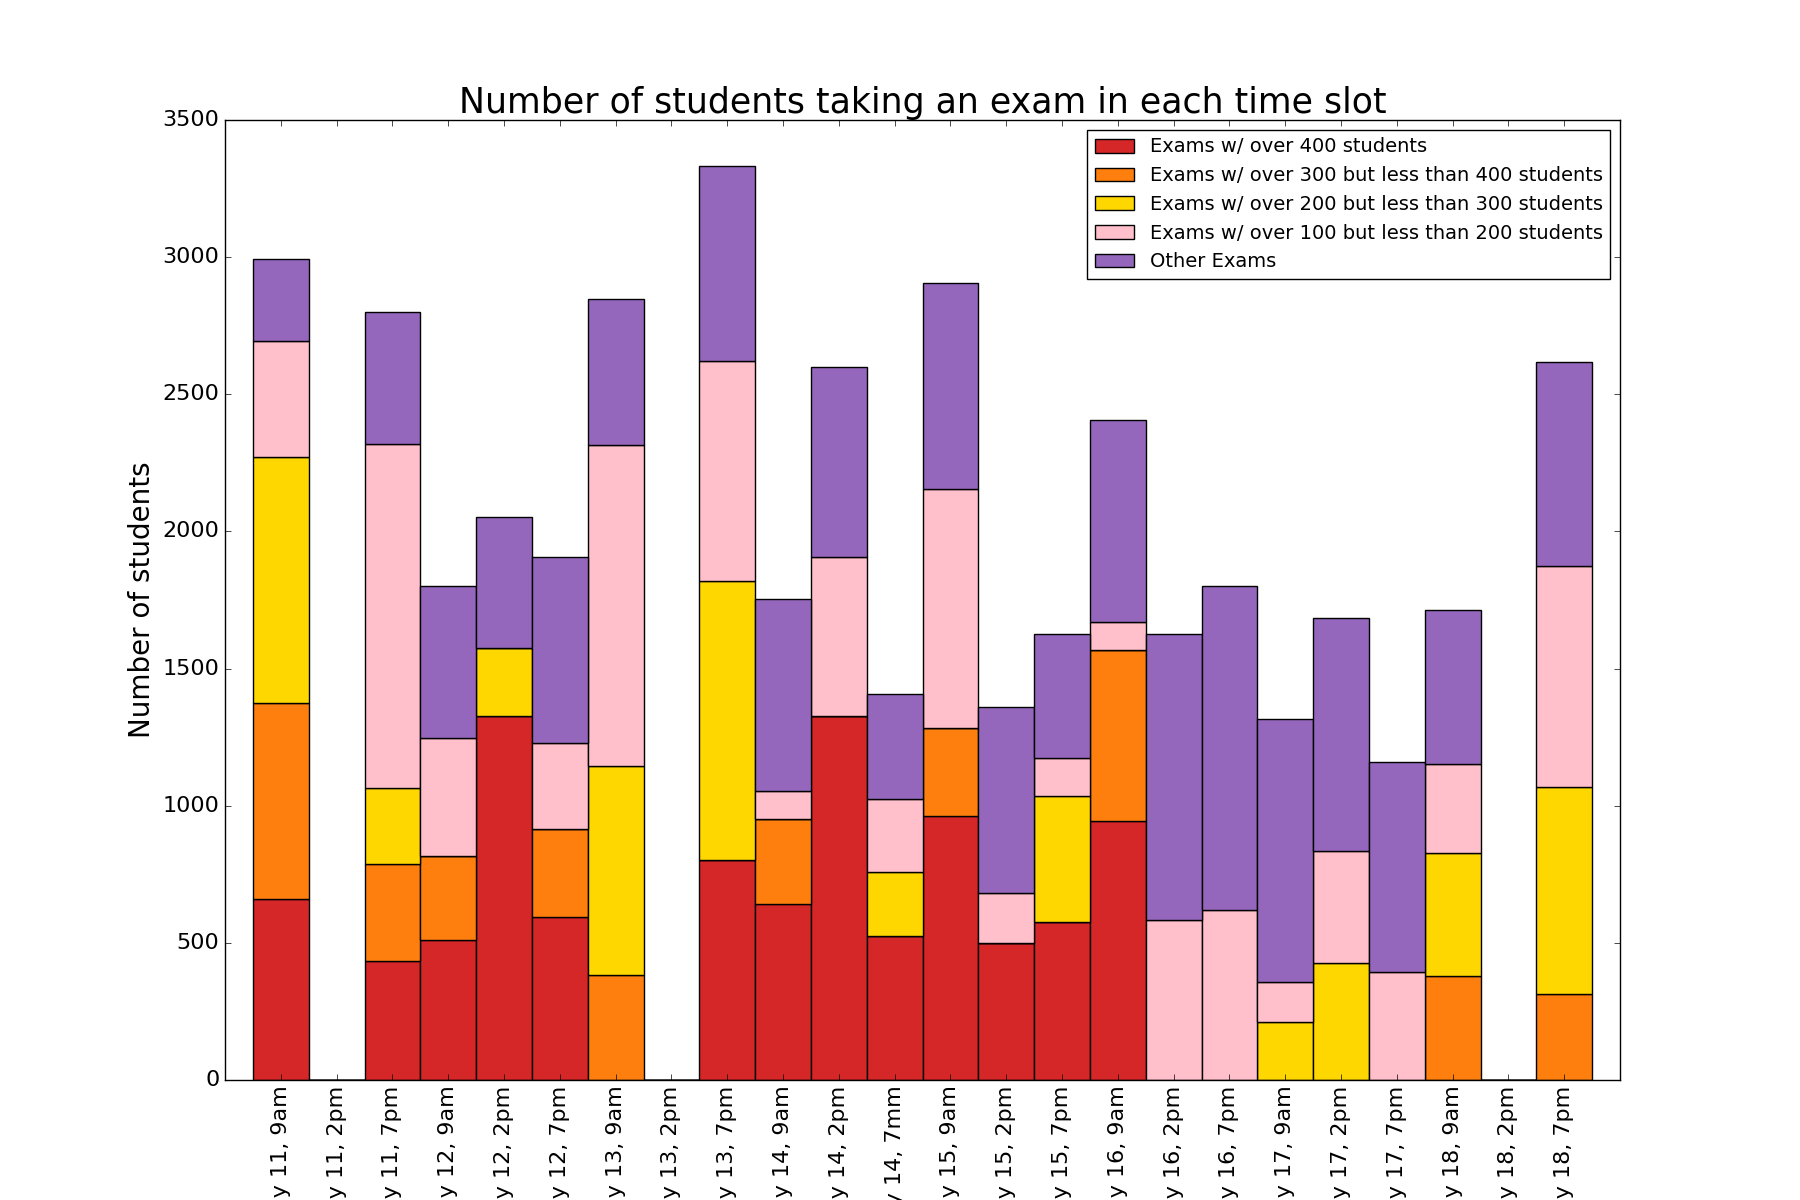 Number of students taking an exam in each time slot
Number of students
3500
3000
2500
2000
1500
1000
500
0
Exams w/ over 400 students
Exams w/ over 300 but less than 400 students
Exams w/ over 200 but less than 300 students
Exams w/ over 100 but less than 200 students
Other Exams
y 11, 9am
y 11, 2pm
y 11, 7pm
y 12, 9am
y 12, 2pm
y 12, 7pm
y 13, 9am
y 13, 2pm
y 13, 7pm
y 14, 9am
y 14, 2pm
y 14, 7mm
y 15, 9am
y 15, 2pm
y 15, 7pm
y 16, 9am
y 16, 2pm
y 16, 7pm
y 17, 9am
y 17, 2pm
y 17, 7pm
y 18, 9am
y 18, 2pm
y 18, 7pm